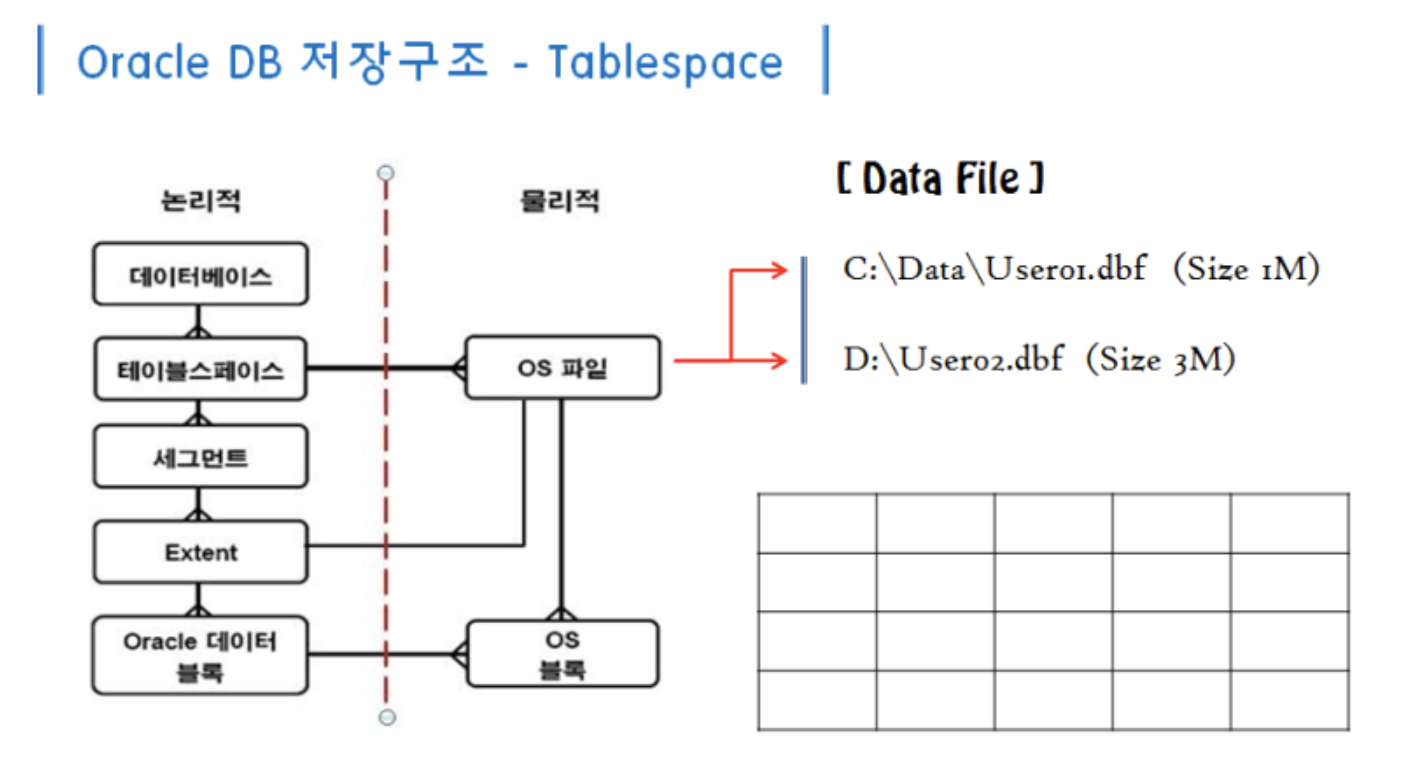 Oracle DB 저장구조 - Tablespace
논리적
물리적
[ Data File ]
데이터베이스
C:\Data\User01.dbf (Size 1M)
테이블스페이스
OS 파일
D:\User02.dbf (Size 3M)
세그먼트
Extent
Oracle 데이터
블록
OS
블록